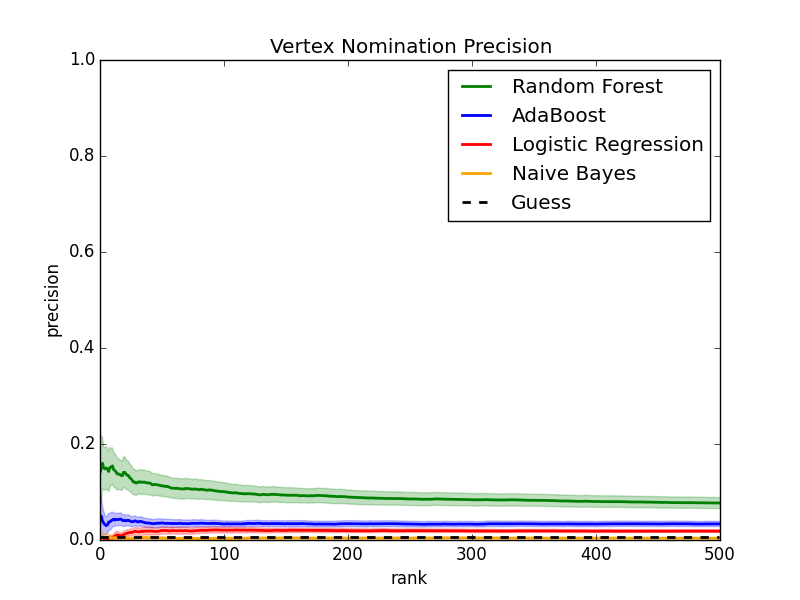 Vertex Nomination Precision
1.0
0.8
0.6
0.4
0.2
0.0
precision
Random Forest
AdaBoost
Logistic Regression
Naive Bayes
Guess
0 100 200 300 400 500
rank